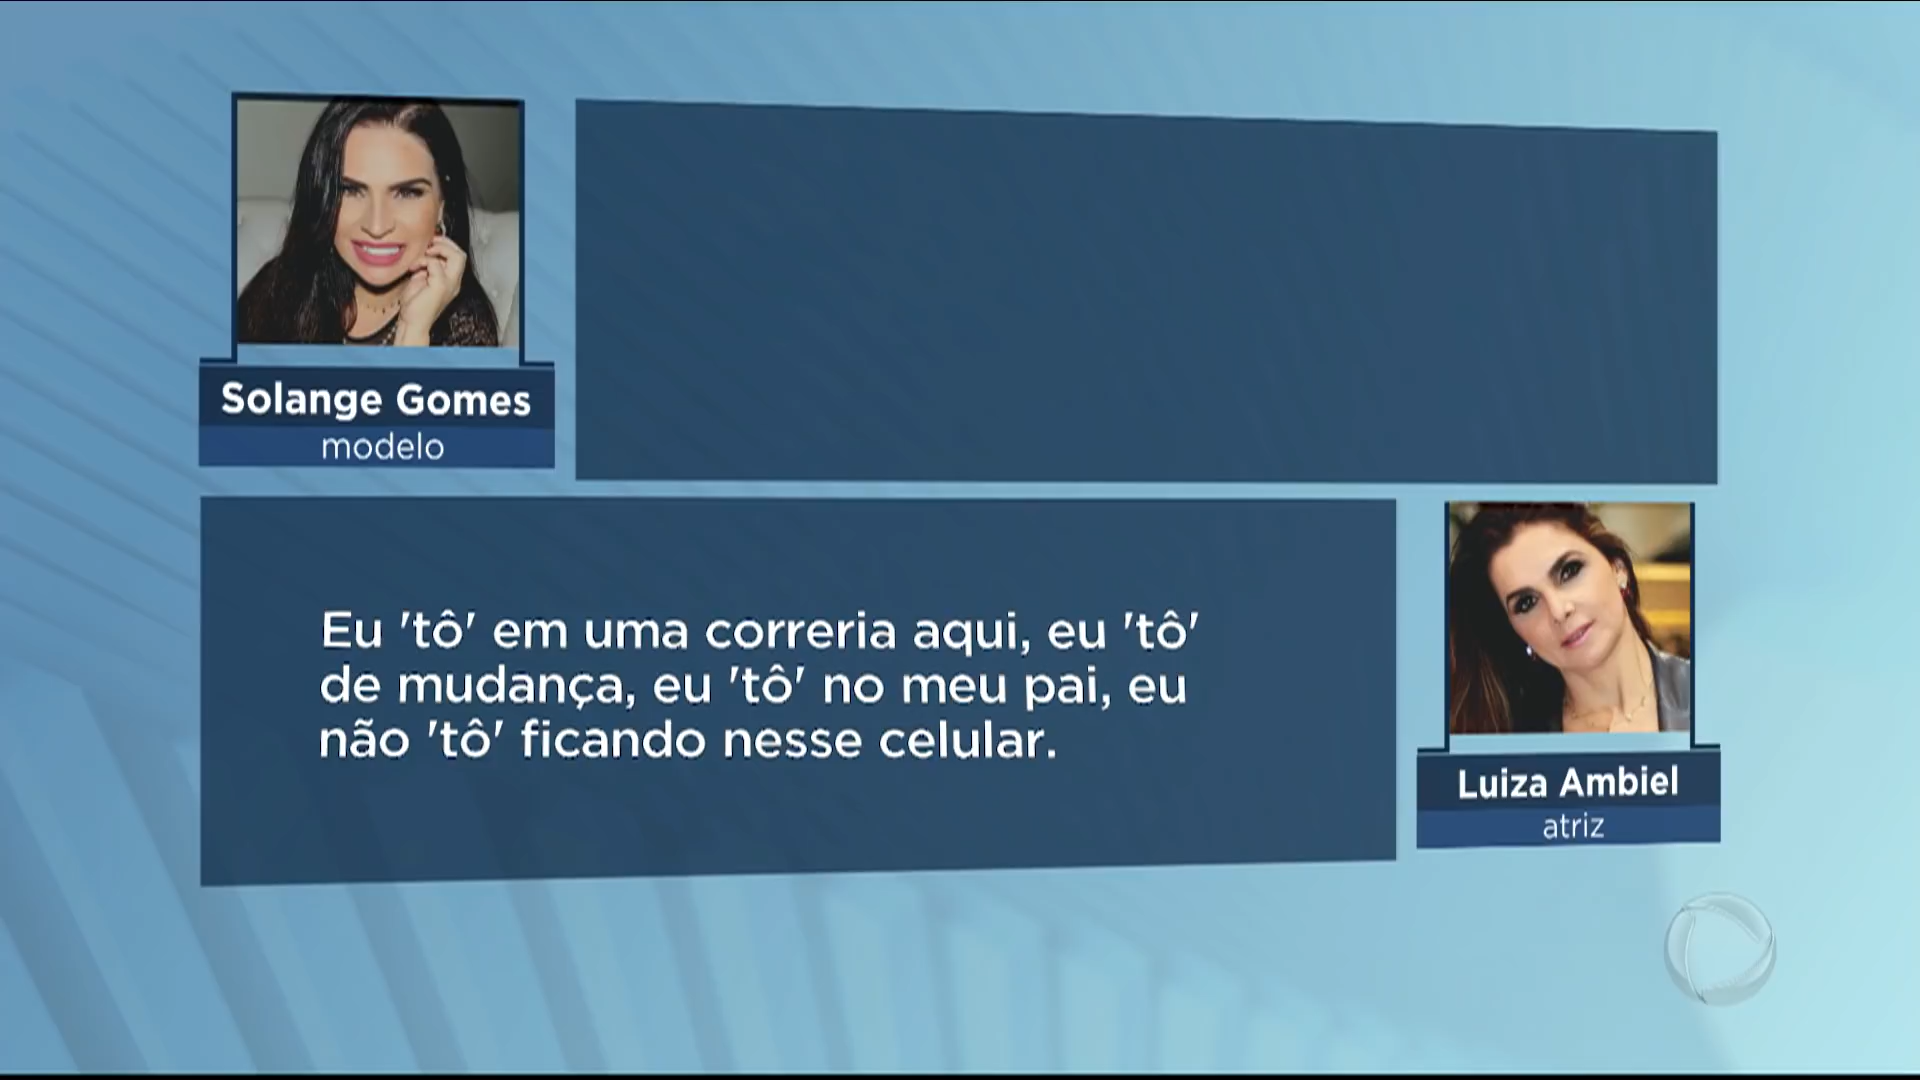 Solange Gomes
modelo
Eu 'tô' em uma correria aqui, eu 'tô'
de mudança, eu 'tô' no meu pai, eu
não 'tô' ficando nesse celular.
Luiza Ambiel
atriz